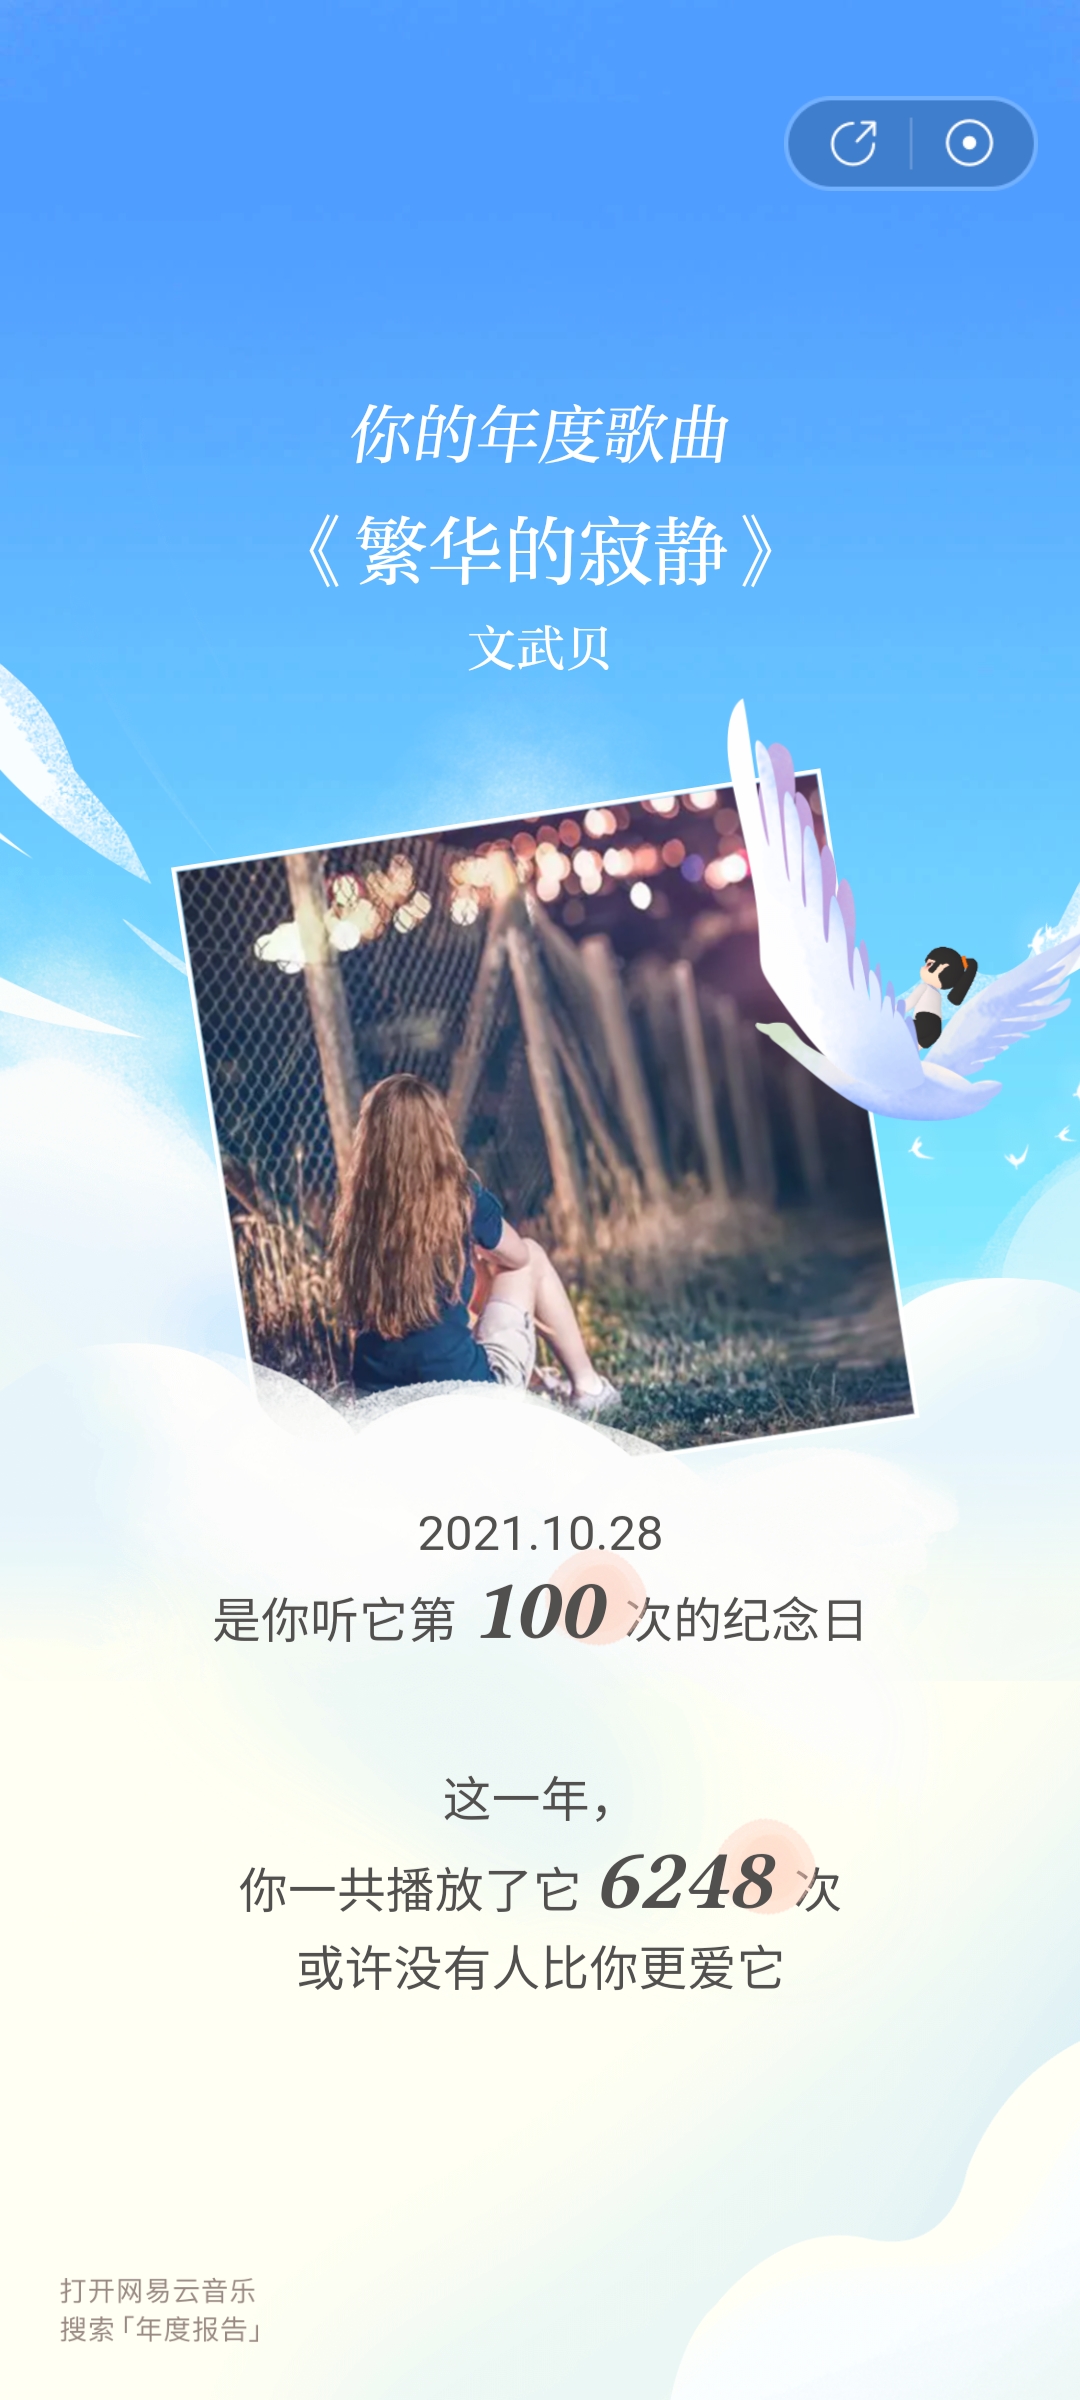 你的年度歌曲
《繁华的寂静》
文武贝
2021.10.28
是你听它第 100 次的纪念日
这一年，
你一共播放了它 6248 次
或许没有人比你更爱它
打开网易云音乐
搜索「年度报告」